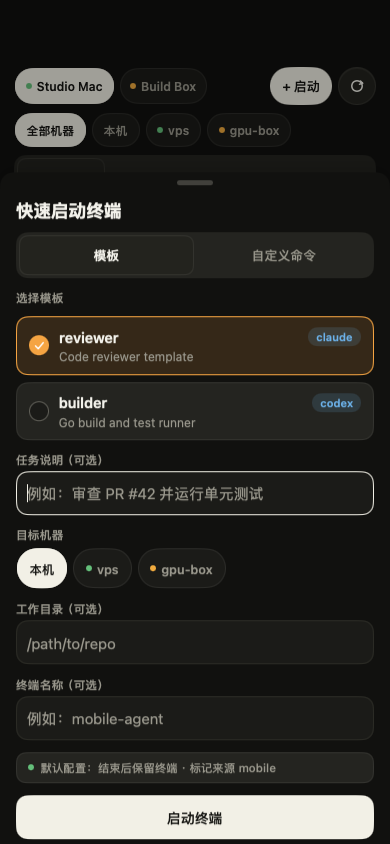 Studio Mac
Build Box
+ 启动
全部机器
本机
vps
gpu-box
快速启动终端
模板
自定义命令
选择模板
reviewer
claude
Code reviewer template
builder
codex
Go build and test runner
任务说明（可选）
例如：审查 PR #42 并运行单元测试
目标机器
本机
vps
gpu-box
工作目录（可选）
/path/to/repo
终端名称（可选）
例如：mobile-agent
默认配置：结束后保留终端 · 标记来源 mobile
启动终端